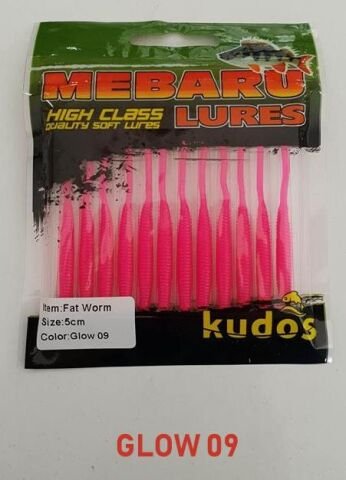 MEBARU
HIGH CLASS
QUALITY SOFT LURES
LURES
Item:Fat Worm
Size:5cm
Color:Glow 09
kudos
GLOW 09